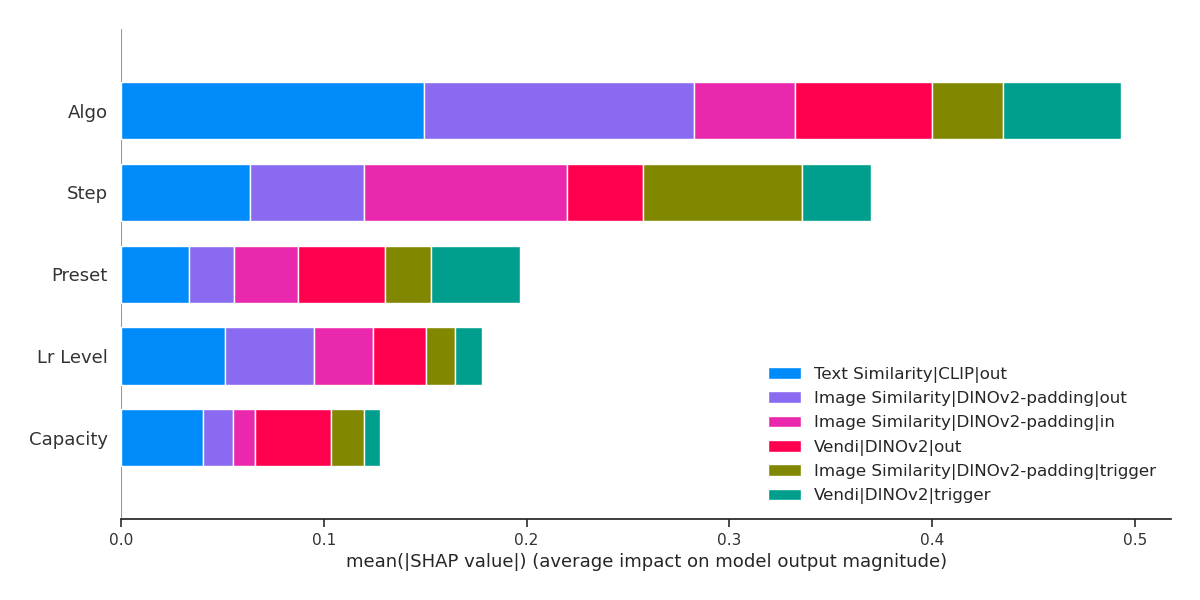 Algo
Step
Preset
Lr Level
Capacity
Text Similarity|CLIP|out
Image Similarity|DINOv2-padding|out
Image Similarity|DINOv2-padding|in
Vendi|DINOv2|out
Image Similarity|DINOv2-padding|trigger
Vendi|DINOv2|trigger
0.0 0.1 0.2 0.3 0.4 0.5
mean(|SHAP value|) (average impact on model output magnitude)